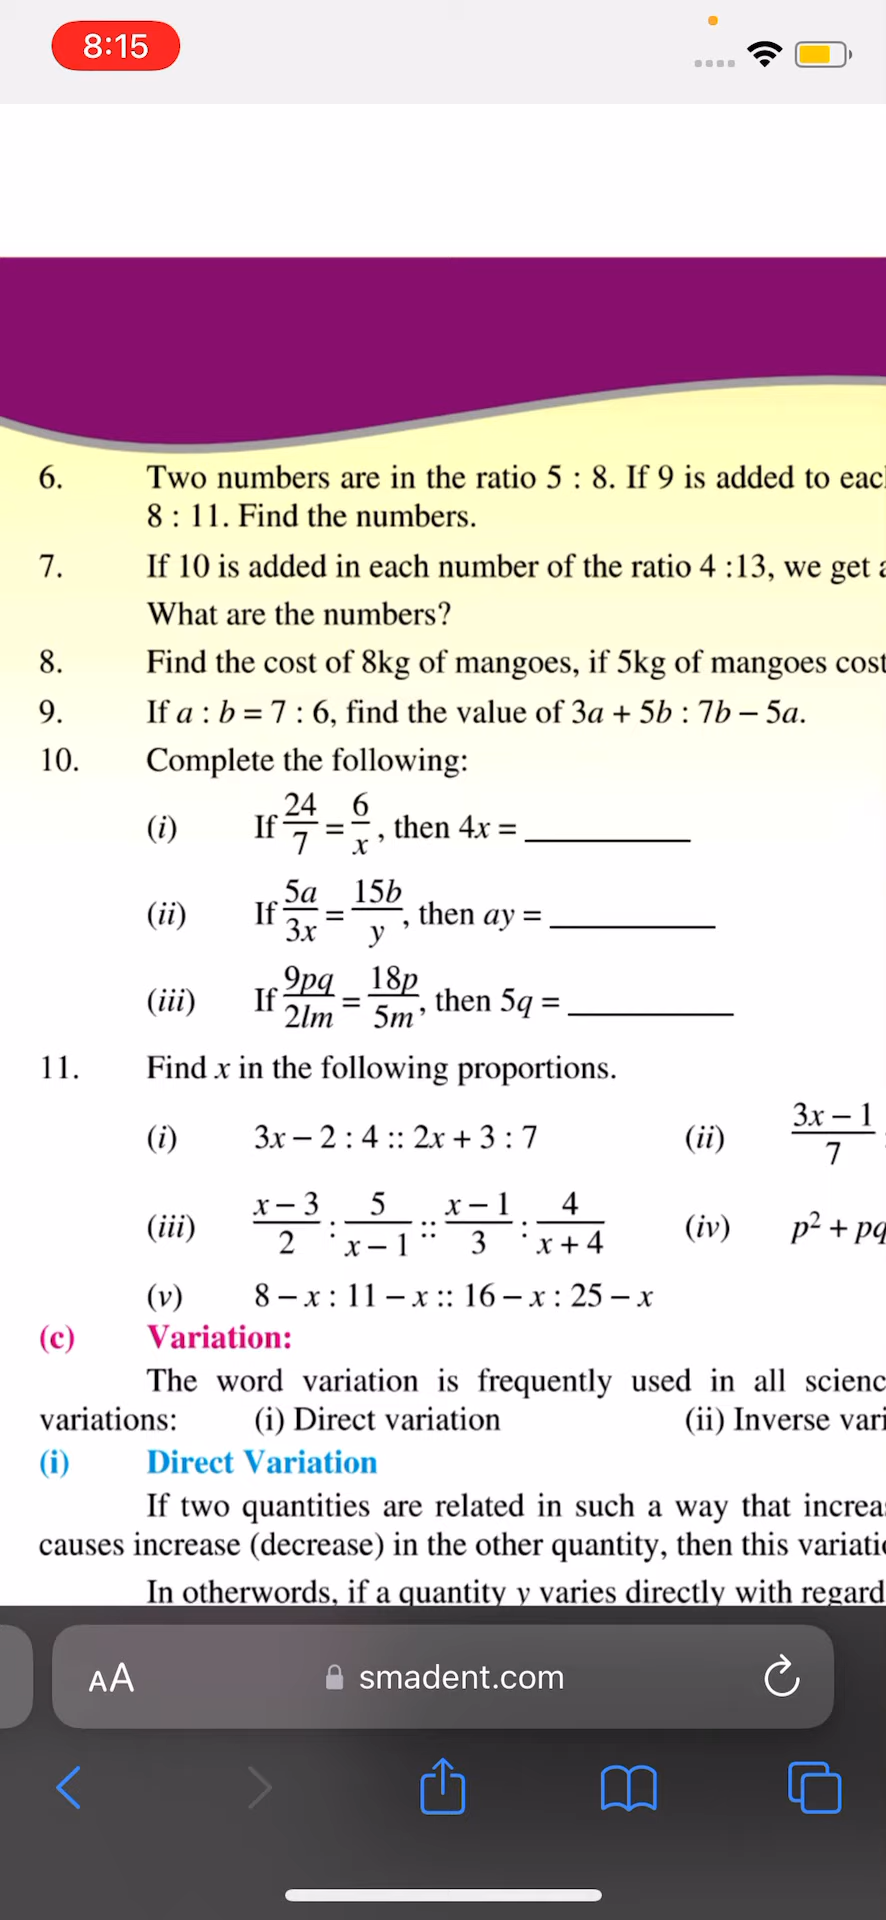 8:15
6. Two numbers are in the ratio 5 : 8. If 9 is added to eac
8 : 11. Find the numbers.
7. If 10 is added in each number of the ratio 4 :13, we get a
What are the numbers?
8. Find the cost of 8kg of mangoes, if 5kg of mangoes cost
9. If a : b = 7 : 6, find the value of 3a + 5b : 7b – 5a.
10. Complete the following:
(i) If 24/7 = 6/x, then 4x = __________
(ii) If 5a/3x = 15b/y, then ay = __________
(iii) If 9pq/2lm = 18p/5m, then 5q = __________
11. Find x in the following proportions.
(i) 3x – 2 : 4 :: 2x + 3 : 7 (ii) 3x – 1/7
(iii) x – 3/2 : 5/x – 1 :: x – 1/3 : 4/x + 4 (iv) p² + pq
(v) 8 – x : 11 – x :: 16 – x : 25 – x
(c) Variation:
The word variation is frequently used in all scienc
variations: (i) Direct variation (ii) Inverse vari
(i) Direct Variation
If two quantities are related in such a way that increa
causes increase (decrease) in the other quantity, then this variati
In otherwords, if a quantity y varies directly with regard
AA smadent.com